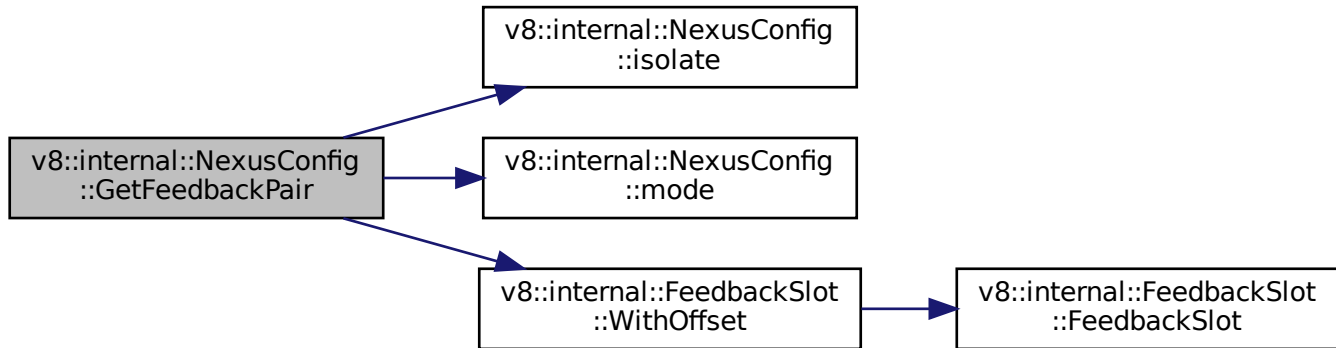 v8::internal::NexusConfig
::isolate
v8::internal::NexusConfig
::GetFeedbackPair
v8::internal::NexusConfig
::mode
v8::internal::FeedbackSlot
::WithOffset
v8::internal::FeedbackSlot
::FeedbackSlot